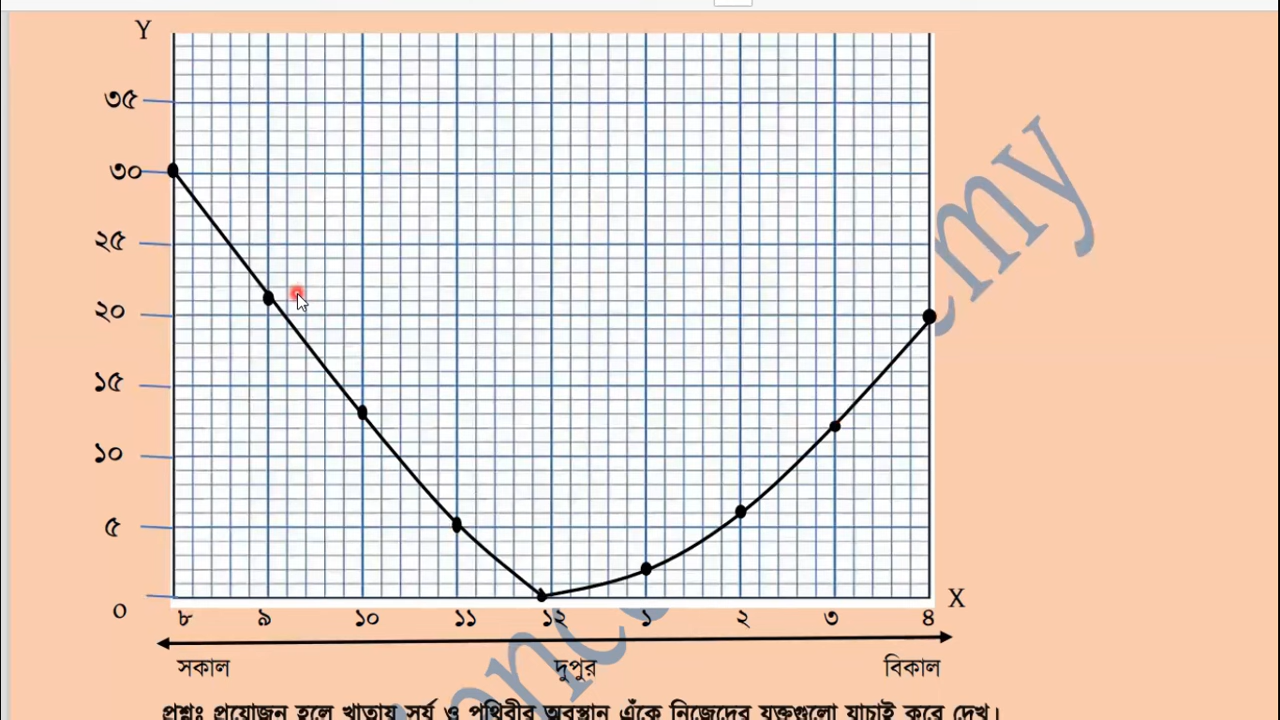 Y
৩৫
৩০
২৫
২০
১৫
১০
৫
০
৮ ৯ ১০ ১১ ১২ ১ ২ ৩ ৪ X
সকাল দুপুর বিকাল
প্রশ্নঃ প্রয়োজন হলে খাতায় সূর্য ও পৃথিবীর অবস্থান এঁকে নিজেদের যুক্তগুলো যাচাই করে দেখ।